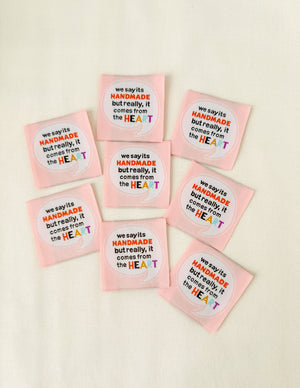 we say its
HANDMADE
but really, it
comes from
the HEART
we say its
HANDMADE
but really, it
comes from
the HEART
we say its
HANDMADE
but really, it
comes from
the HEART
we say its
HANDMADE
but really, it
comes from
the HEART
we say its
HANDMADE
but really, it
comes from
the HEART
we say its
HANDMADE
but really, it
comes from
the HEART
we say its
HANDMADE
but really, it
comes from
the HEART
we say its
HANDMADE
but really, it
comes from
the HEART